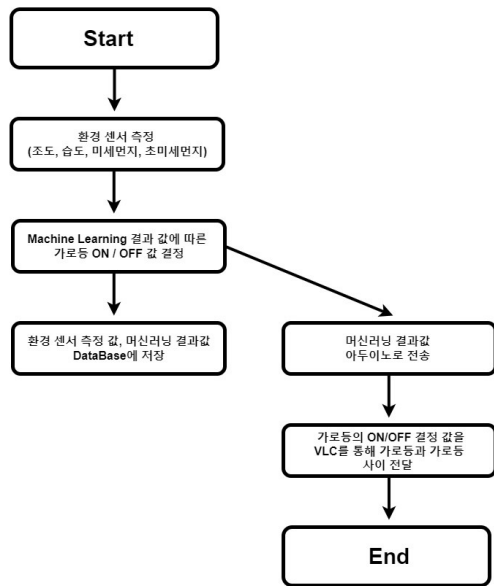 Start
환경 센서 측정
(조도, 습도, 미세먼지, 초미세먼지)
Machine Learning 결과 값에 따른
가로등 ON / OFF 값 결정
환경 센서 측정 값, 머신러닝 결과값
DataBase에 저장
머신러닝 결과값
아두이노로 전송
가로등의 ON/OFF 결정 값을
VLC를 통해 가로등과 가로등
사이 전달
End